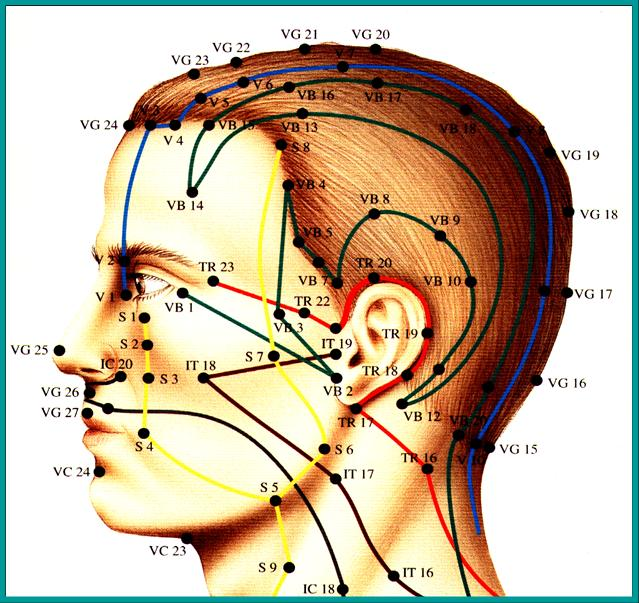 VG 21
VG 20
VG 22
VG 23
V 7
V 6
VB 16
VB 17
V 5
VG 24
V 3
V 4
VB 15
VB 13
VB 18
V 8
S 8
VG 19
VB 4
VB 14
VB 8
VG 18
VB 9
VB 5
V 2
TR 23
TR 20
VB 7
VB 10
V 1
VB 1
VG 17
TR 22
S 1
VB 3
TR 19
IT 19
S 2
VG 25
S 7
IC 20
S 3
IT 18
TR 18
VG 16
VG 26
VB 2
VG 27
VB 12
TR 17
VB 20
S 4
VG 15
S 6
TR 16
VC 24
IT 17
S 5
VC 23
S 9
IT 16
IC 18